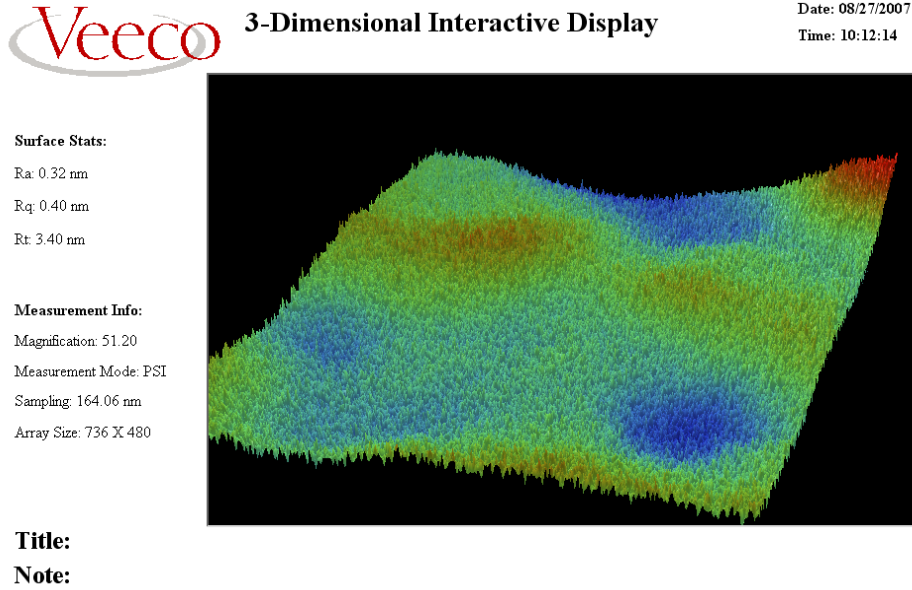 Veeco
3-Dimensional Interactive Display
Date: 08/27/2007
Time: 10:12:14
Surface Stats:
Ra: 0.32 nm
Rq: 0.40 nm
Rt: 3.40 nm
Measurement Info:
Magnification: 51.20
Measurement Mode: PSI
Sampling: 164.06 nm
Array Size: 736 X 480
Title:
Note: